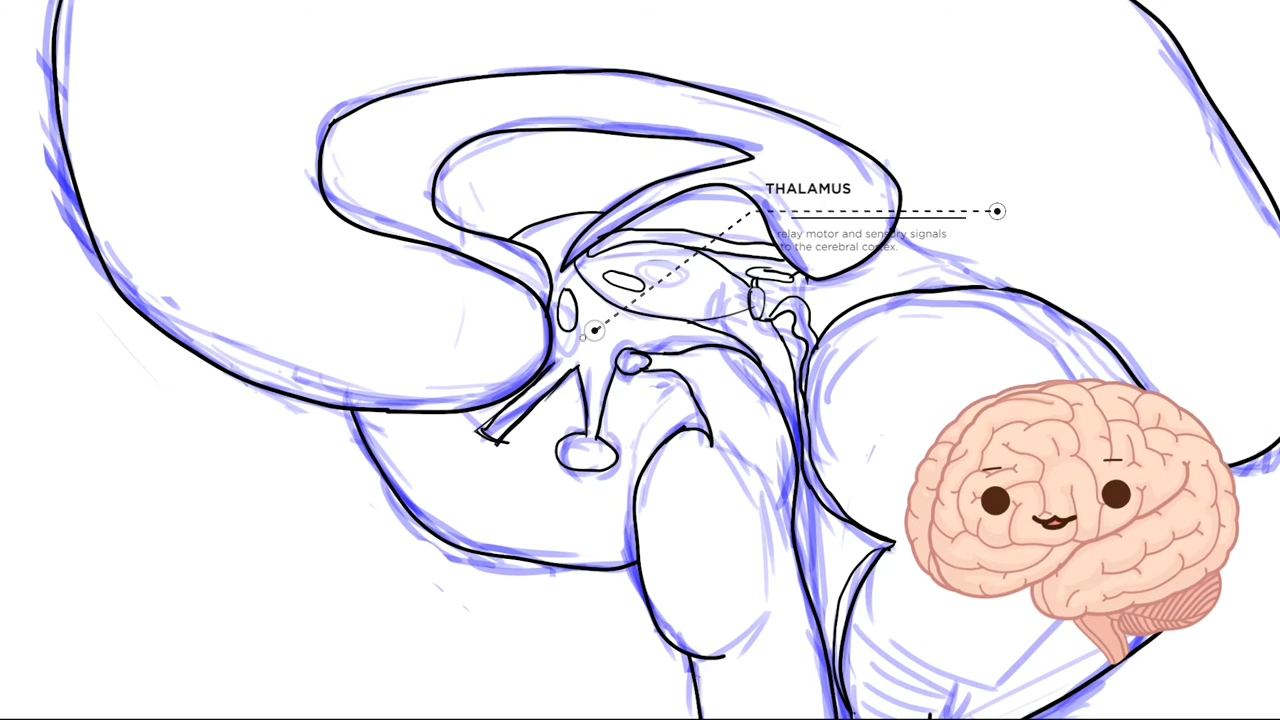 THALAMUS
relay motor and sensory signals
to the cerebral cortex.